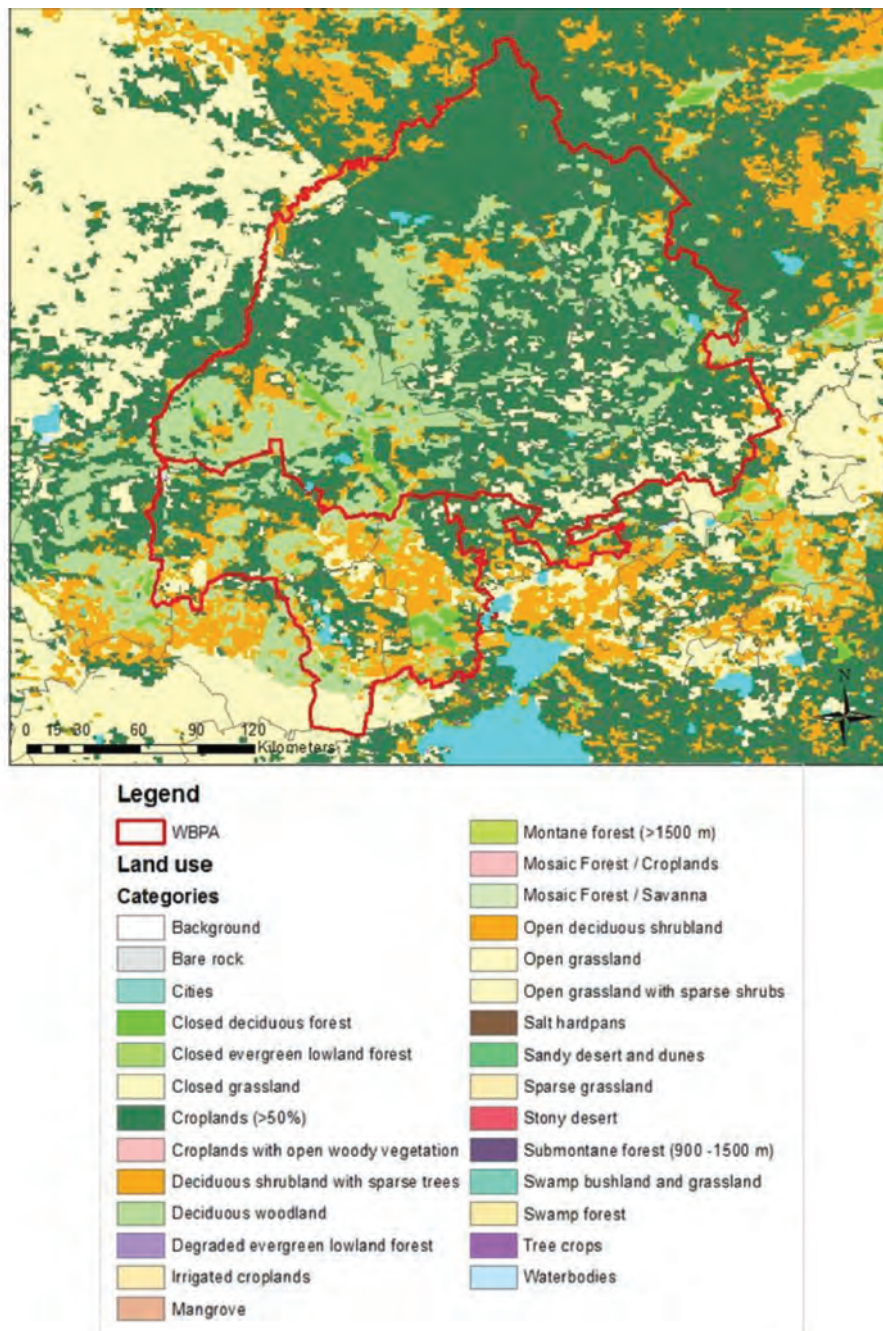 N
0 15 30 60 90 120
Kilometers
Legend
WBPA
Land use
Categories
Background
Bare rock
Cities
Closed deciduous forest
Closed evergreen lowland forest
Closed grassland
Croplands (>50%)
Croplands with open woody vegetation
Deciduous shrubland with sparse trees
Deciduous woodland
Degraded evergreen lowland forest
Irrigated croplands
Mangrove
Montane forest (>1500 m)
Mosaic Forest / Croplands
Mosaic Forest / Savanna
Open deciduous shrubland
Open grassland
Open grassland with sparse shrubs
Salt hardpans
Sandy desert and dunes
Sparse grassland
Stony desert
Submontane forest (900 -1500 m)
Swamp bushland and grassland
Swamp forest
Tree crops
Waterbodies